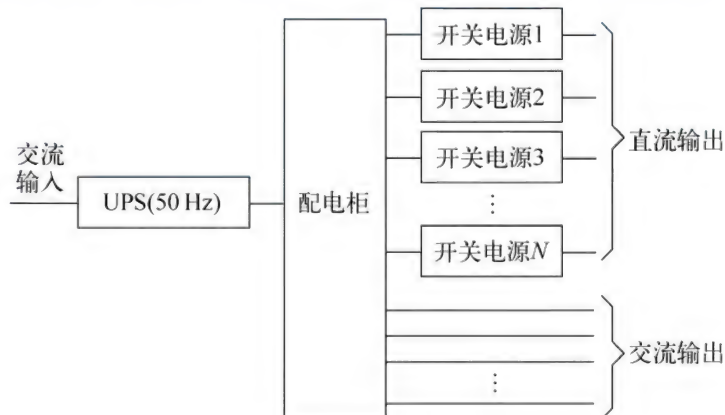 交流
输入
UPS(50 Hz)
配电柜
开关电源1
开关电源2
开关电源3
⋮
开关电源N
直流输出
交流输出
⋮